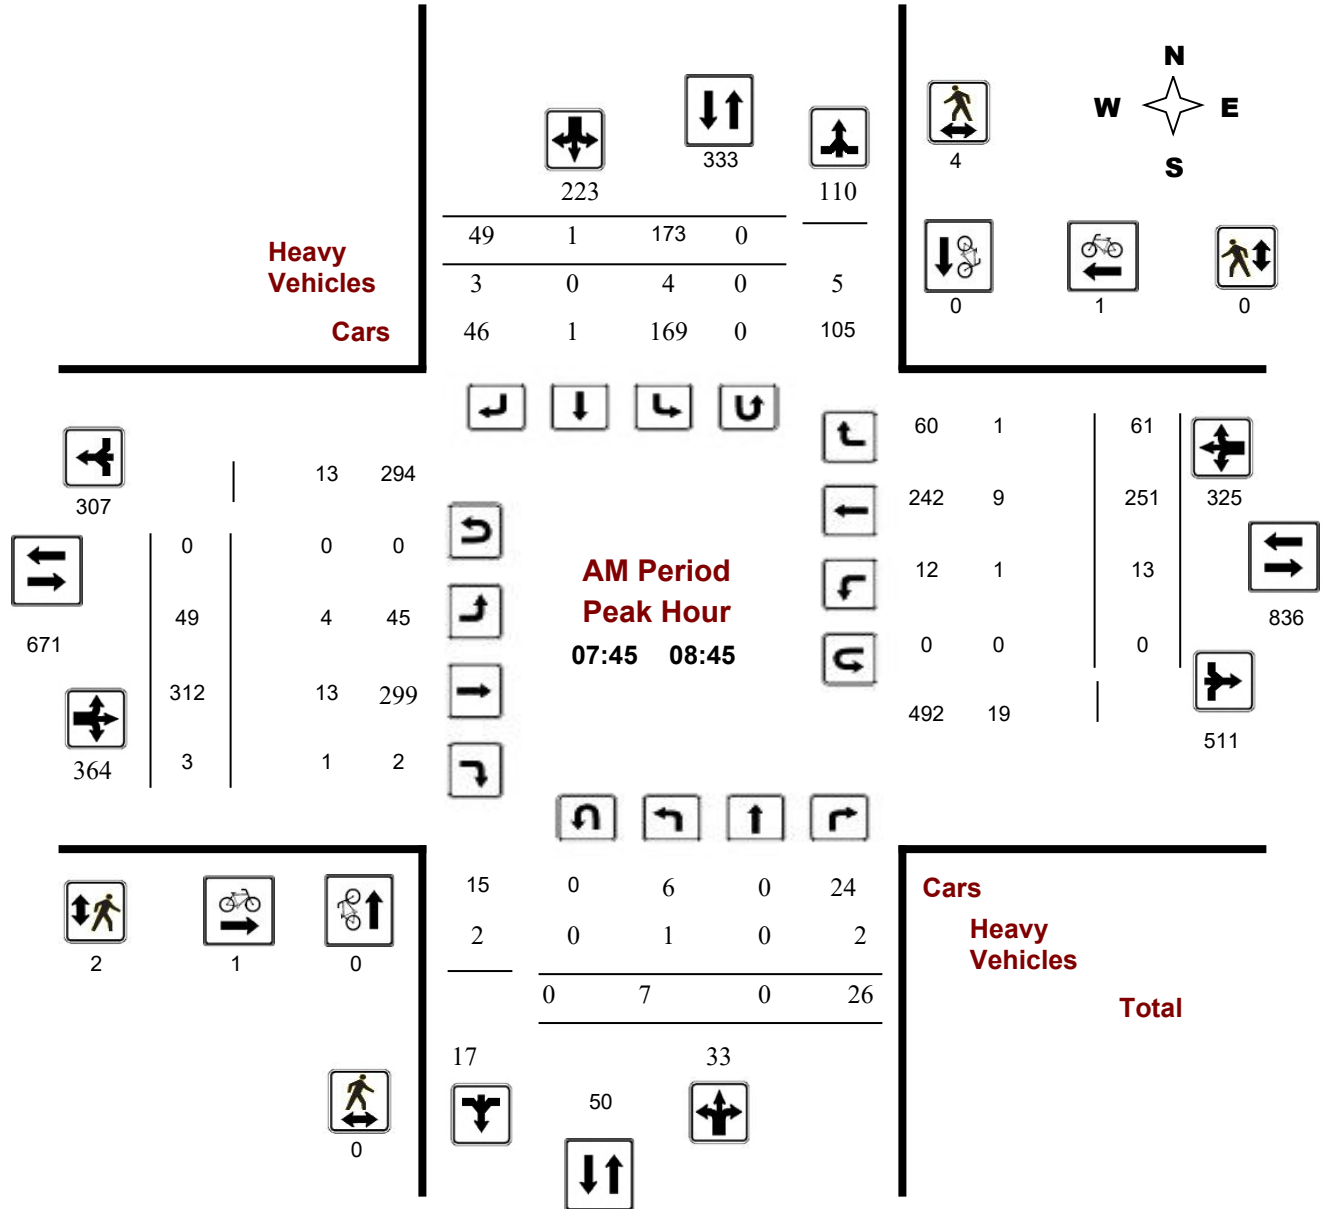 N
W E
S
333
4
223 110
49 1 173 0
Heavy
Vehicles 3 0 4 0 5
Cars 46 1 169 0 105
0 1 0
60 1 61
13 294
307
242 9 251 325
0 0 0
AM Period
12 1 13
Peak Hour
49 4 45
836
671
07:45 08:45
0 0 0
312 13 299
492 19
511
364 3 1 2
15 0 6 0 24
Cars
2 0 1 0 2
Heavy
Vehicles
2 1 0
0 7 0 26
Total
17 33
50
0